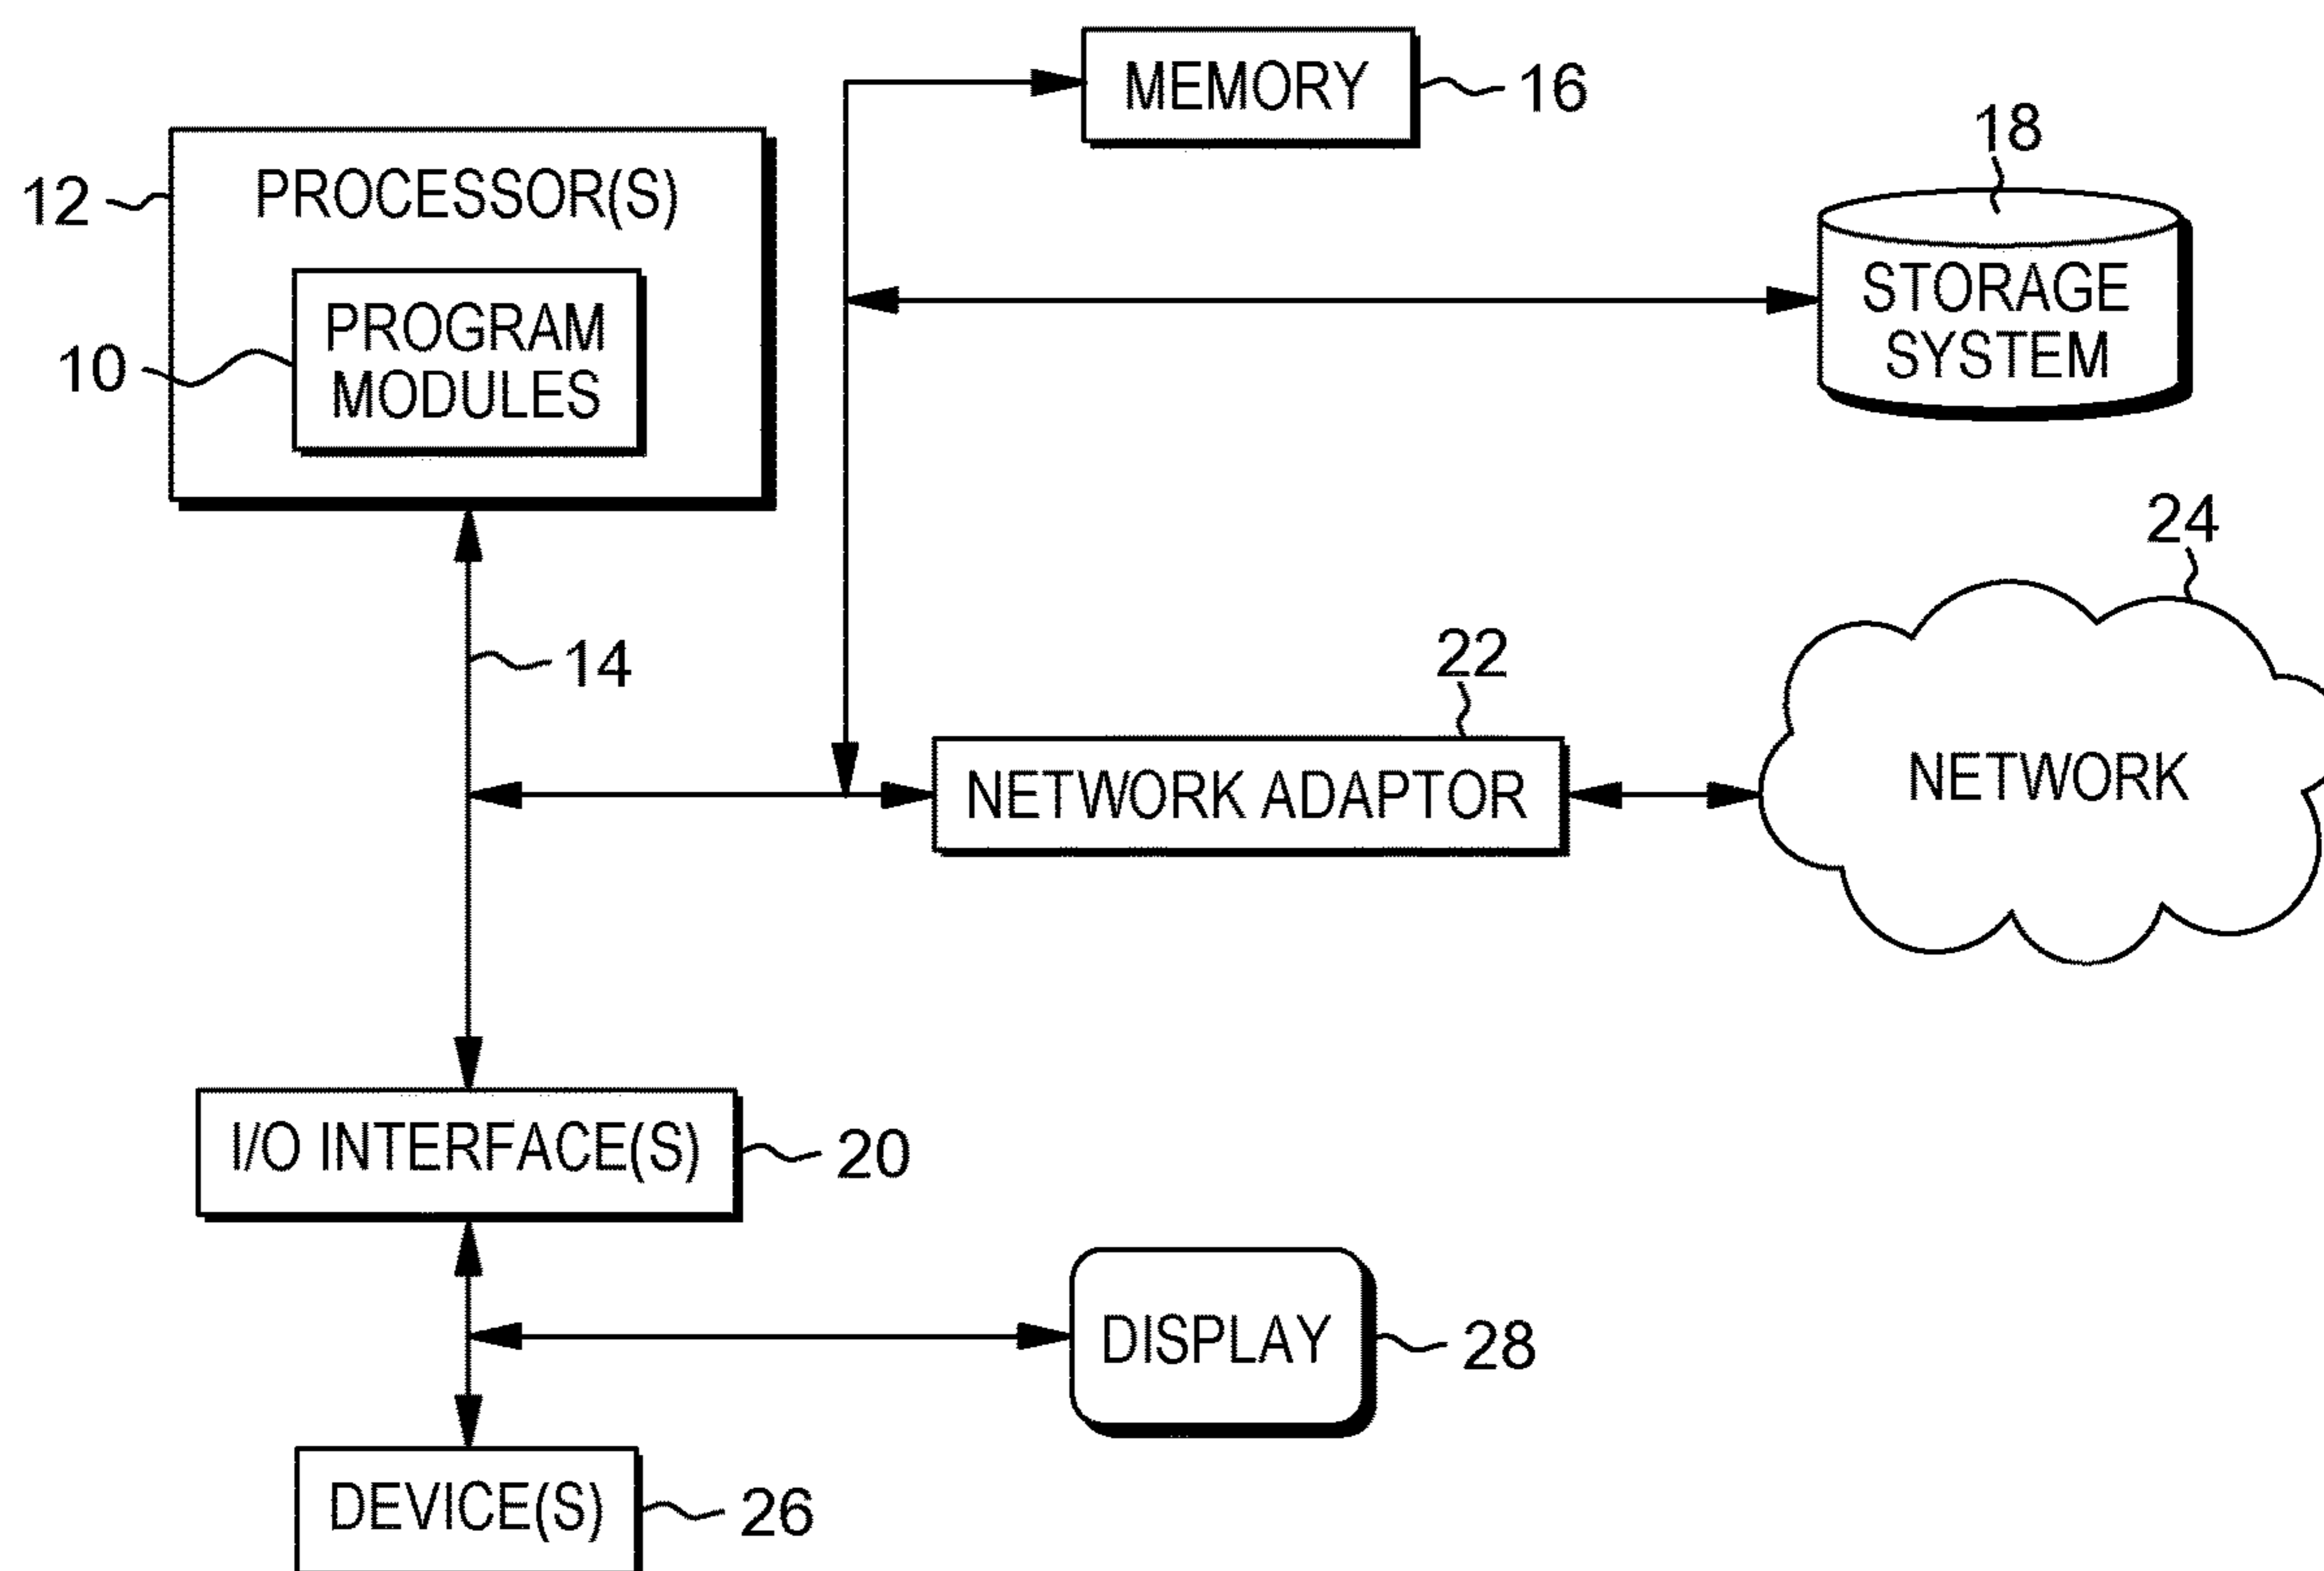 MEMORY
16
18
12
PROCESSOR(S)
STORAGE
SYSTEM
PROGRAM
MODULES
10
24
14
22
NETWORK ADAPTOR
NETWORK
I/O INTERFACE(S)
20
DISPLAY
28
DEVICE(S)
26